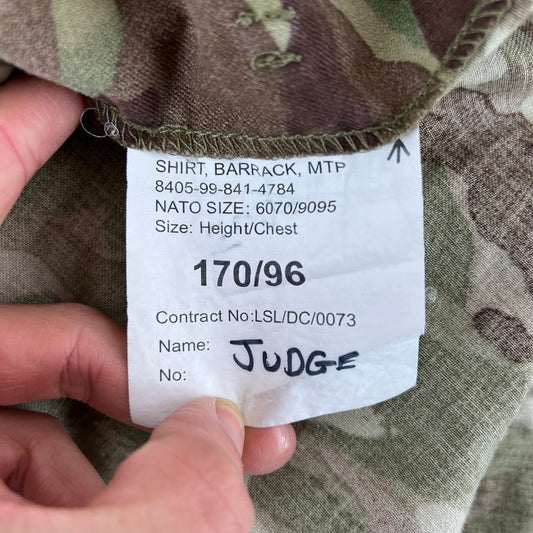 SHIRT, BARRACK, MTP
8405-99-841-4784
NATO SIZE: 6070/9095
Size: Height/Chest
170/96
Contract No:LSL/DC/0073
Name: JUDGE
No: